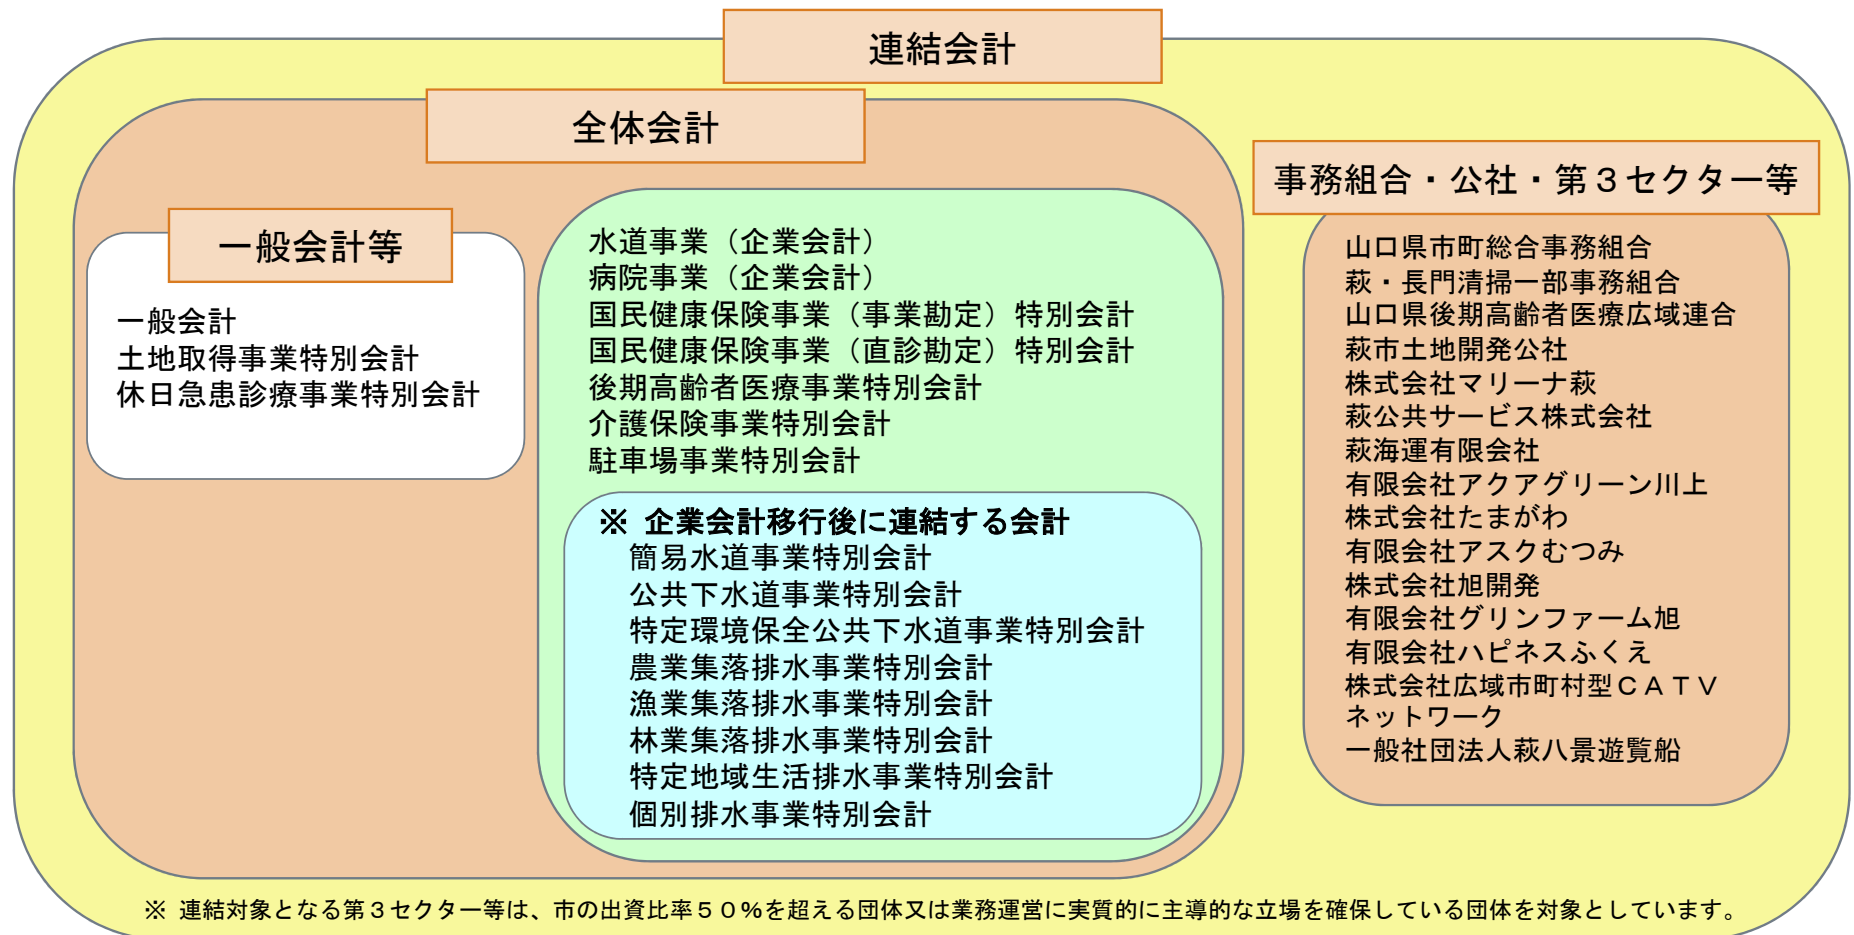 連結会計
全体会計
一般会計等
一般会計
土地取得事業特別会計
休日急患診療事業特別会計
水道事業（企業会計）
病院事業（企業会計）
国民健康保険事業（事業勘定）特別会計
国民健康保険事業（直診勘定）特別会計
後期高齢者医療事業特別会計
介護保険事業特別会計
駐車場事業特別会計
※ 企業会計移行後に連結する会計
簡易水道事業特別会計
公共下水道事業特別会計
特定環境保全公共下水道事業特別会計
農業集落排水事業特別会計
漁業集落排水事業特別会計
林業集落排水事業特別会計
特定地域生活排水事業特別会計
個別排水事業特別会計
事務組合・公社・第３セクター等
山口県市町総合事務組合
萩・長門清掃一部事務組合
山口県後期高齢者医療広域連合
萩市土地開発公社
株式会社マリーナ萩
萩公共サービス株式会社
萩海運有限会社
有限会社アクアグリーン川上
株式会社たまがわ
有限会社アスクむつみ
株式会社旭開発
有限会社グリンファーム旭
有限会社ハピネスふくえ
株式会社広域市町村型ＣＡＴＶ
ネットワーク
一般社団法人萩八景遊覧船
※ 連結対象となる第３セクター等は、市の出資比率５０％を超える団体又は業務運営に実質的に主導的な立場を確保している団体を対象としています。